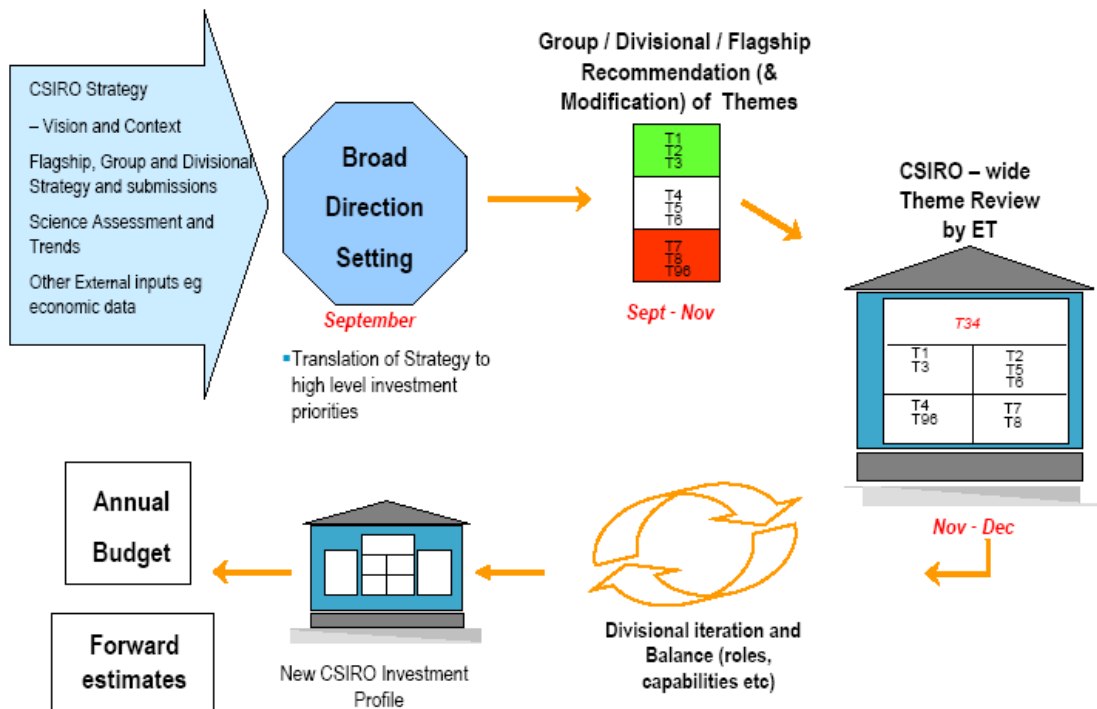 CSIRO Strategy
– Vision and Context
Flagship, Group and Divisional
Strategy and submissions
Science Assessment and
Trends
Other External inputs eg
economic data
Broad
Direction
Setting
September
▪Translation of Strategy to
high level investment
priorities
Group / Divisional / Flagship
Recommendation (&
Modification) of Themes
T1
T2
T3
T4
T5
T6
T7
T8
T96
Sept - Nov
CSIRO – wide
Theme Review
by ET
T34
T1
T3
T2
T5
T6
T4
T96
T7
T8
Nov - Dec
Divisional iteration and
Balance (roles,
capabilities etc)
New CSIRO Investment
Profile
Annual
Budget
Forward
estimates